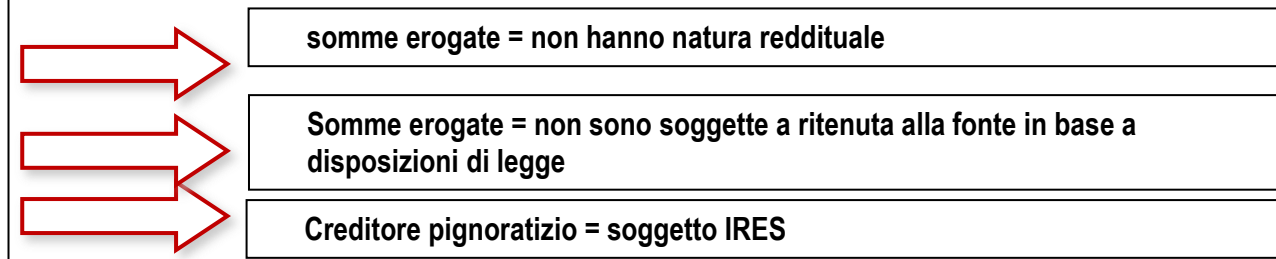 somme erogate = non hanno natura reddituale
Somme erogate = non sono soggette a ritenuta alla fonte in base a
disposizioni di legge
Creditore pignoratizio = soggetto IRES